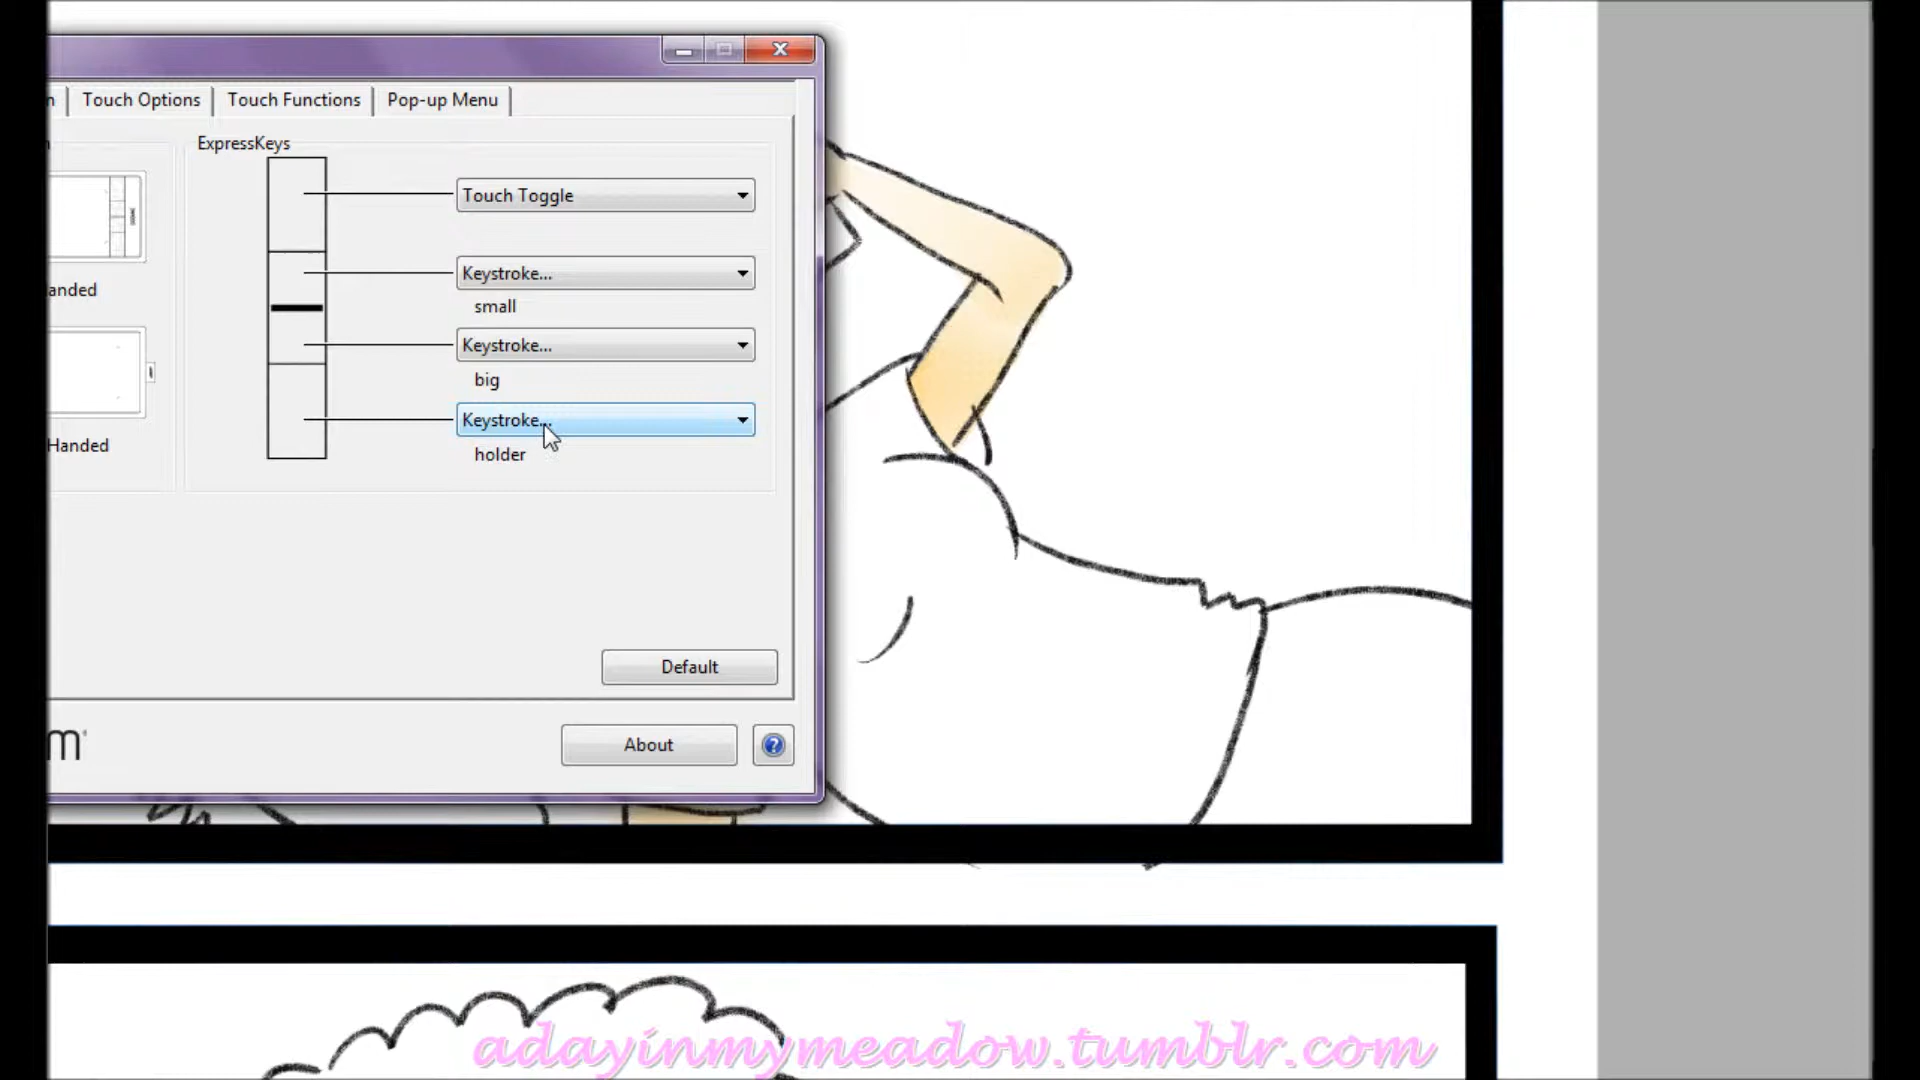 Touch Options
Touch Functions
Pop-up Menu
ExpressKeys
Touch Toggle
Keystroke...
small
Keystroke...
big
Keystroke...
holder
anded
Handed
Default
m
About
?
adayinmymeadow.tumblr.com